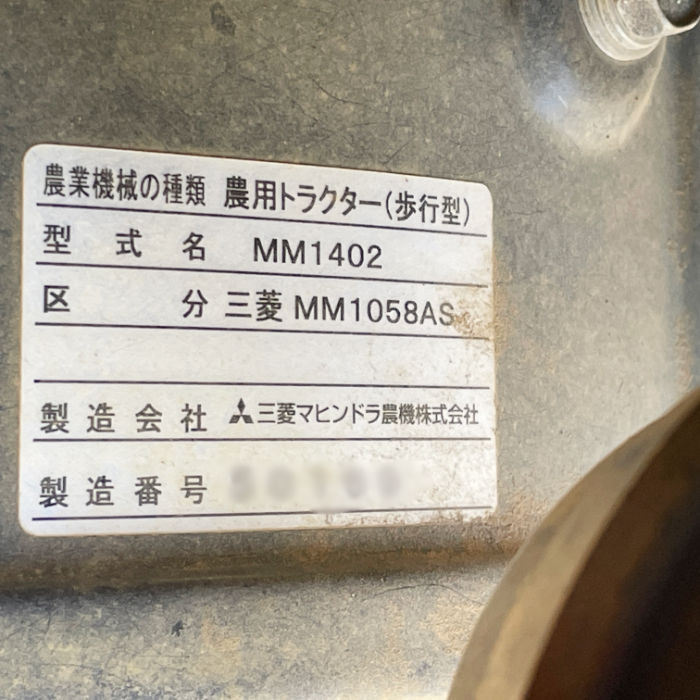 農業機械の種類 農用トラクター(歩行型)
型式名 MM1402
区分 三菱 MM1058AS
製造会社 三菱マヒンドラ農機株式会社
製造番号